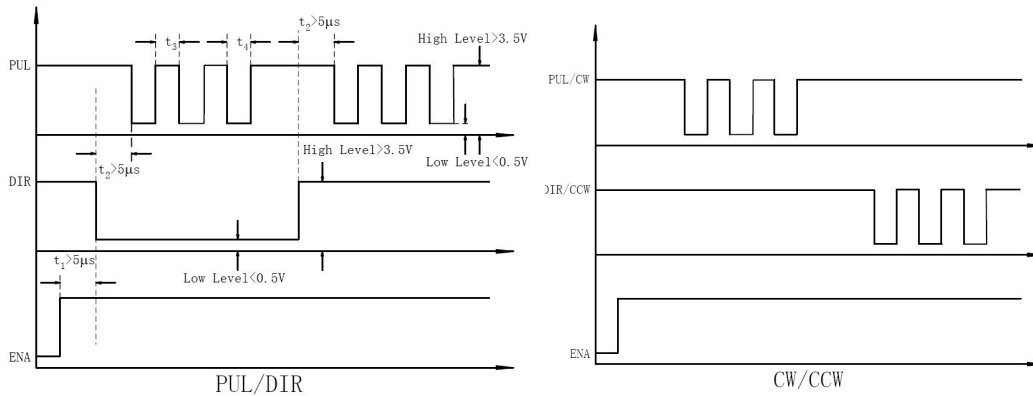 t₂>5μs
t₃
t₄
High Level>3.5V
PUL
High Level>3.5V
Low Level<0.5V
t₂>5μs
DIR
t₁>5μs
Low Level<0.5V
ENA
PUL/DIR
PUL/CW
DIR/CCW
ENA
CW/CCW